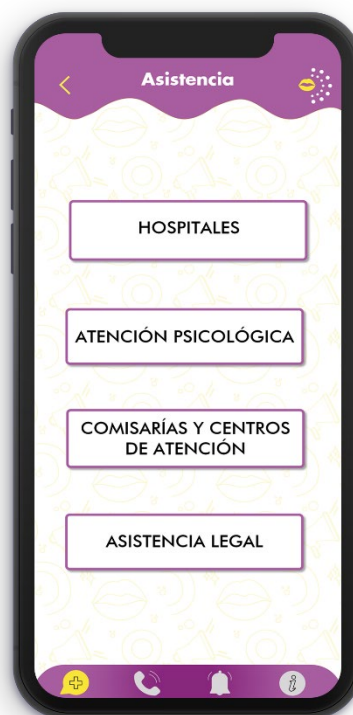 Asistencia
HOSPITALES
ATENCIÓN PSICOLÓGICA
COMISARÍAS Y CENTROS
DE ATENCIÓN
ASISTENCIA LEGAL